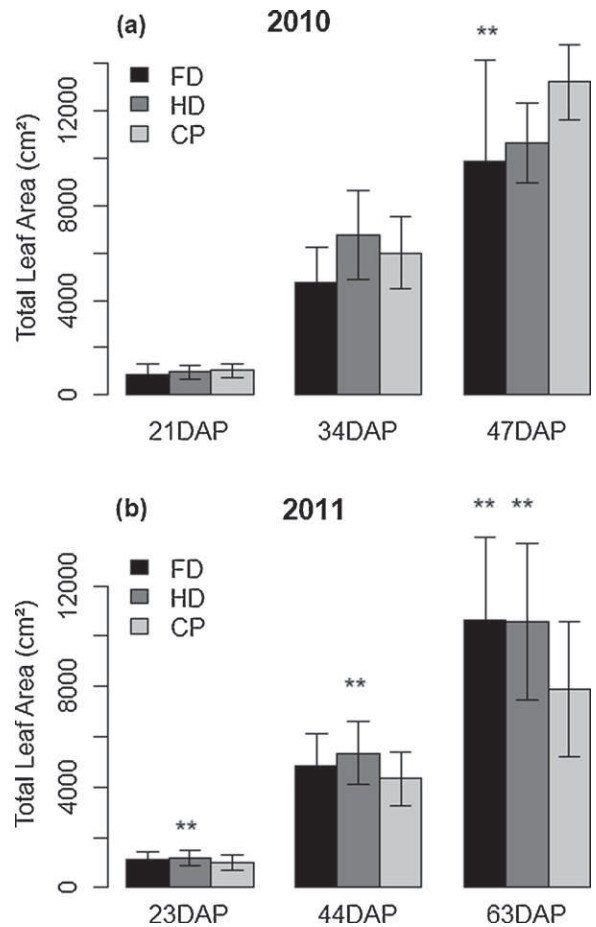 (a) 2010
**
FD
HD
CP
Total Leaf Area (cm²)
12000
8000
4000
0
21DAP 34DAP 47DAP
(b) 2011
** **
FD
HD
CP
**
**
Total Leaf Area (cm²)
12000
8000
4000
0
23DAP 44DAP 63DAP